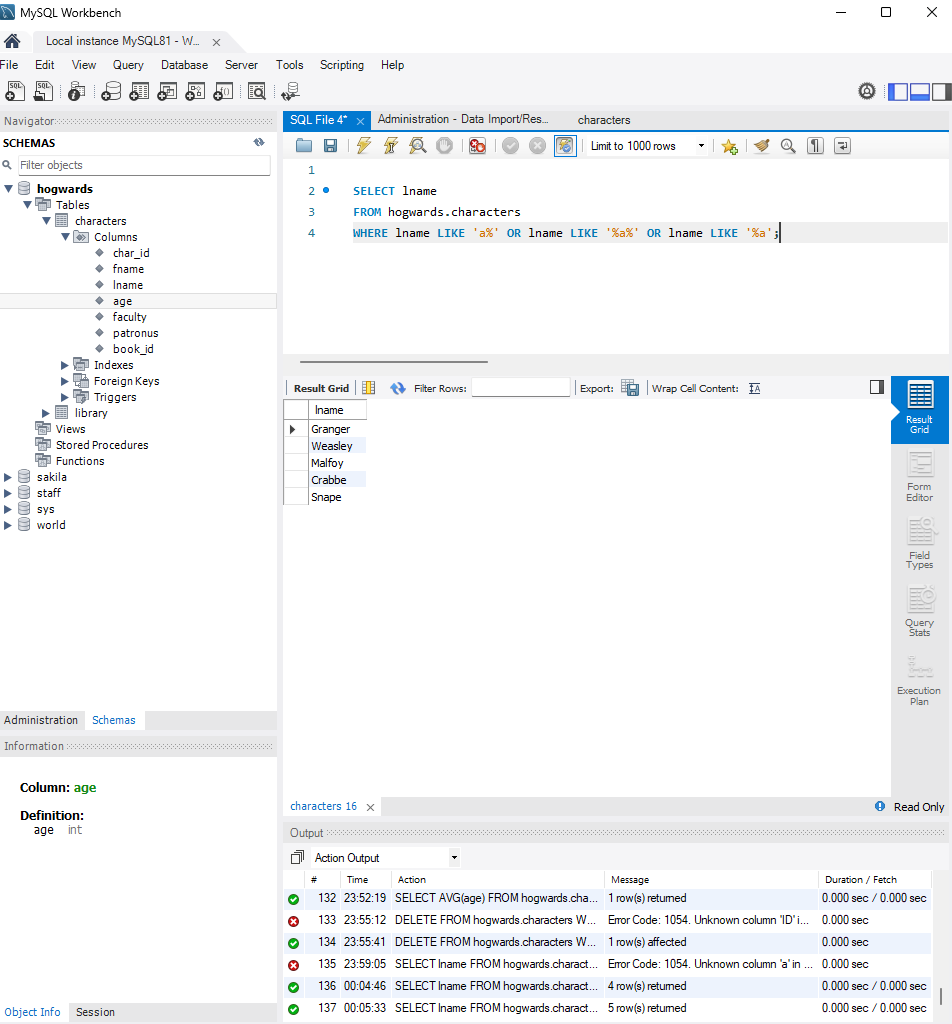 MySQL Workbench
Local instance MySQL81 - W...
File Edit View Query Database Server Tools Scripting Help
Navigator
SCHEMAS
Filter objects
hogwards
Tables
characters
Columns
char_id
fname
lname
age
faculty
patronus
book_id
Indexes
Foreign Keys
Triggers
library
Views
Stored Procedures
Functions
sakila
staff
sys
world
Administration Schemas
Information
Column: age
Definition:
age int
Object Info Session
SQL File 4* Administration - Data Import/Res... characters
Limit to 1000 rows
1
2 SELECT lname
3 FROM hogwards.characters
4 WHERE lname LIKE 'a%' OR lname LIKE '%a%' OR lname LIKE '%a';
Result Grid Filter Rows: Export: Wrap Cell Content:
lname
Granger
Weasley
Malfoy
Crabbe
Snape
Result Grid
Form Editor
Field Types
Query Stats
Execution Plan
characters 16
Read Only
Output
Action Output
# Time Action Message Duration / Fetch
132 23:52:19 SELECT AVG(age) FROM hogwards.cha... 1 row(s) returned 0.000 sec / 0.000 sec
133 23:55:12 DELETE FROM hogwards.characters W... Error Code: 1054. Unknown column 'ID' i... 0.000 sec
134 23:55:41 DELETE FROM hogwards.characters W... 1 row(s) affected 0.000 sec
135 23:59:05 SELECT lname FROM hogwards.charact... Error Code: 1054. Unknown column 'a' in ... 0.000 sec
136 00:04:46 SELECT lname FROM hogwards.charact... 4 row(s) returned 0.000 sec / 0.000 sec
137 00:05:33 SELECT lname FROM hogwards.charact... 5 row(s) returned 0.000 sec / 0.000 sec